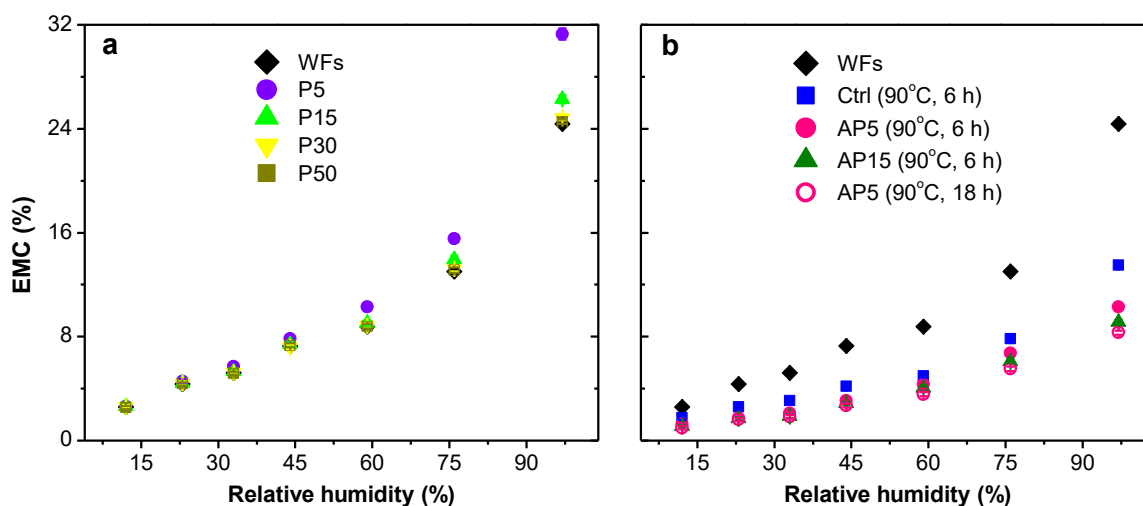 a
WFs
P5
P15
P30
P50
EMC (%)
32
24
16
8
0
15 30 45 60 75 90
Relative humidity (%)
b
WFs
Ctrl (90°C, 6 h)
AP5 (90°C, 6 h)
AP15 (90°C, 6 h)
AP5 (90°C, 18 h)
15 30 45 60 75 90
Relative humidity (%)